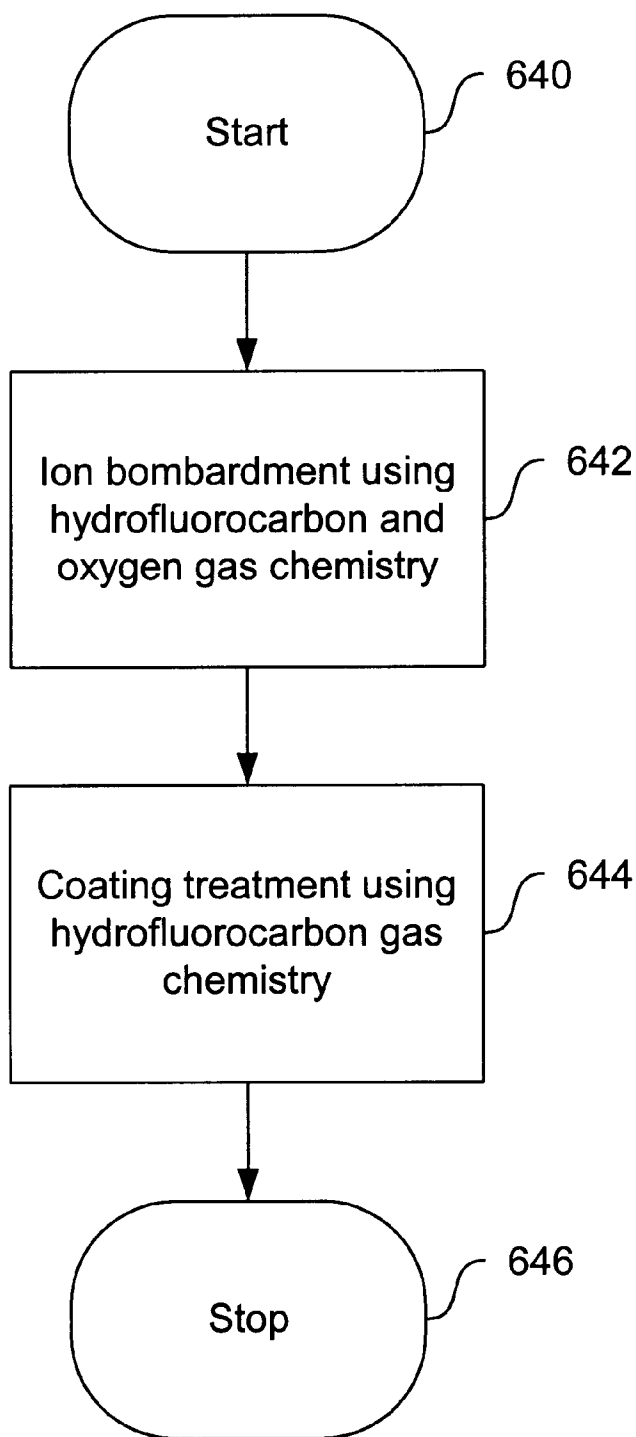 Start
640
Ion bombardment using
hydrofluorocarbon and
oxygen gas chemistry
642
Coating treatment using
hydrofluorocarbon gas
chemistry
644
Stop
646